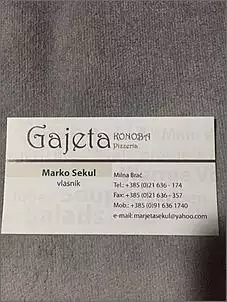 Gajeta KONOBA
Pizzeria
Marko Sekul
vlasnik
Milna Brač
Tel.: +385 (0)21 636 - 174
Fax: +385 (0)21 636 - 357
Mob.: +385 (0)91 636 1740
e-mail: marjetasekul@yahoo.com